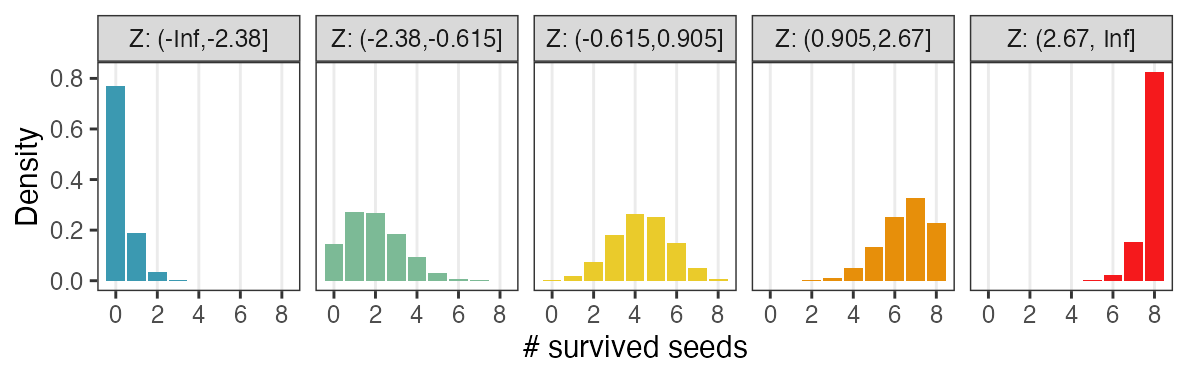 Z: (-Inf,-2.38] Z: (-2.38,-0.615] Z: (-0.615,0.905] Z: (0.905,2.67] Z: (2.67, Inf]
Density
0.8
0.6
0.4
0.2
0.0
0 2 4 6 8 0 2 4 6 8 0 2 4 6 8 0 2 4 6 8 0 2 4 6 8
# survived seeds